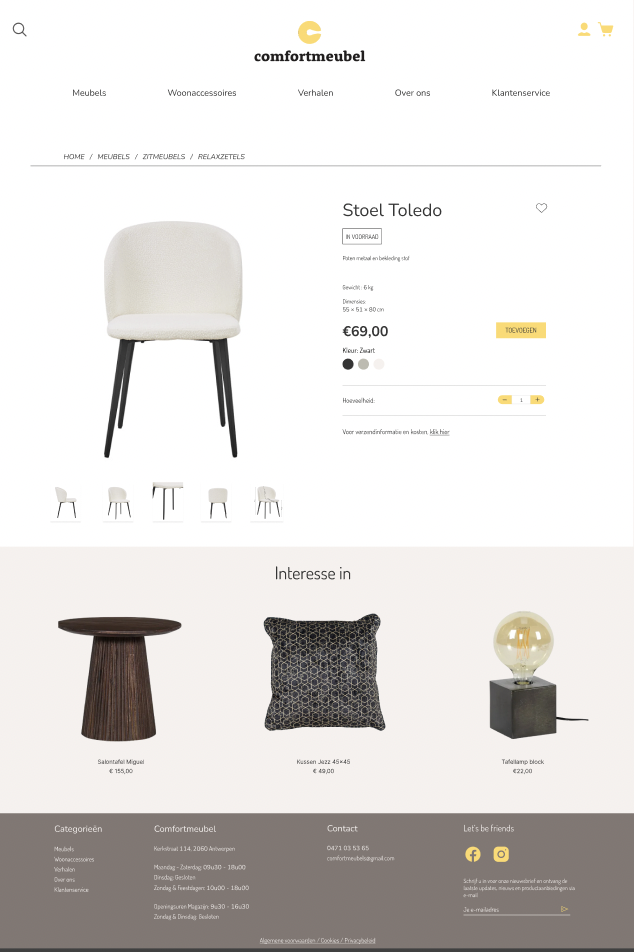 comfortmeubel
Meubels
Woonaccessoires
Verhalen
Over ons
Klantenservice
HOME / MEUBELS / ZITMEUBELS / RELAXZETELS
Stoel Toledo
IN VOORRAAD
Poten metaal en bekleding stof
Gewicht : 6 kg
Dimensies:
55 × 51 × 80 cm
€69,00
TOEVOEGEN
Kleur: Zwart
Hoeveelheid:
− 1 +
Voor verzendinformatie en kosten, klik hier
Interesse in
Salontafel Miguel
€ 155,00
Kussen Jezz 45x45
€ 49,00
Tafellamp block
€22,00
Categorieën
Meubels
Woonaccessoires
Verhalen
Over ons
Klantenservice
Comfortmeubel
Kerkstraat 114, 2060 Antwerpen
Maandag - Zaterdag: 09u30 - 18u00
Dinsdag: Gesloten
Zondag & Feestdagen: 10u00 - 18u00
Openingsuren Magazijn: 9u30 - 16u30
Zondag & Dinsdag: Gesloten
Contact
0471 03 53 65
comfortmeubels@gmail.com
Let's be friends
Schrijf u in voor onze nieuwsbrief en ontvang de
laatste updates, nieuws en productaanbiedingen via
e-mail
Je e-mailadres
Algemene voorwaarden / Cookies / Privacybeleid